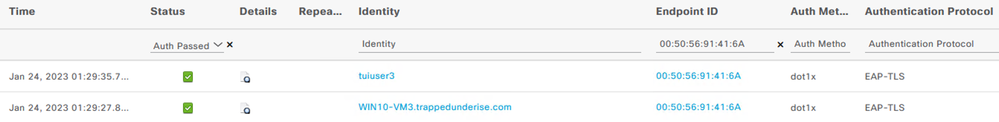 Time Status Details Repea... Identity Endpoint ID Auth Met... Authentication Protocol
Auth Passed Identity 00:50:56:91:41:6A Auth Metho Authentication Protocol
Jan 24, 2023 01:29:35.7... tuiuser3 00:50:56:91:41:6A dot1x EAP-TLS
Jan 24, 2023 01:29:27.8... WIN10-VM3.trappedunderise.com 00:50:56:91:41:6A dot1x EAP-TLS